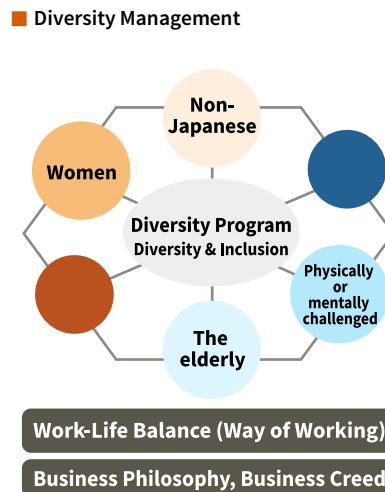 Diversity Management
Non-
Japanese
Women
Diversity Program
Diversity & Inclusion
Physically
or
mentally
challenged
The
elderly
Work-Life Balance (Way of Working)
Business Philosophy, Business Creed